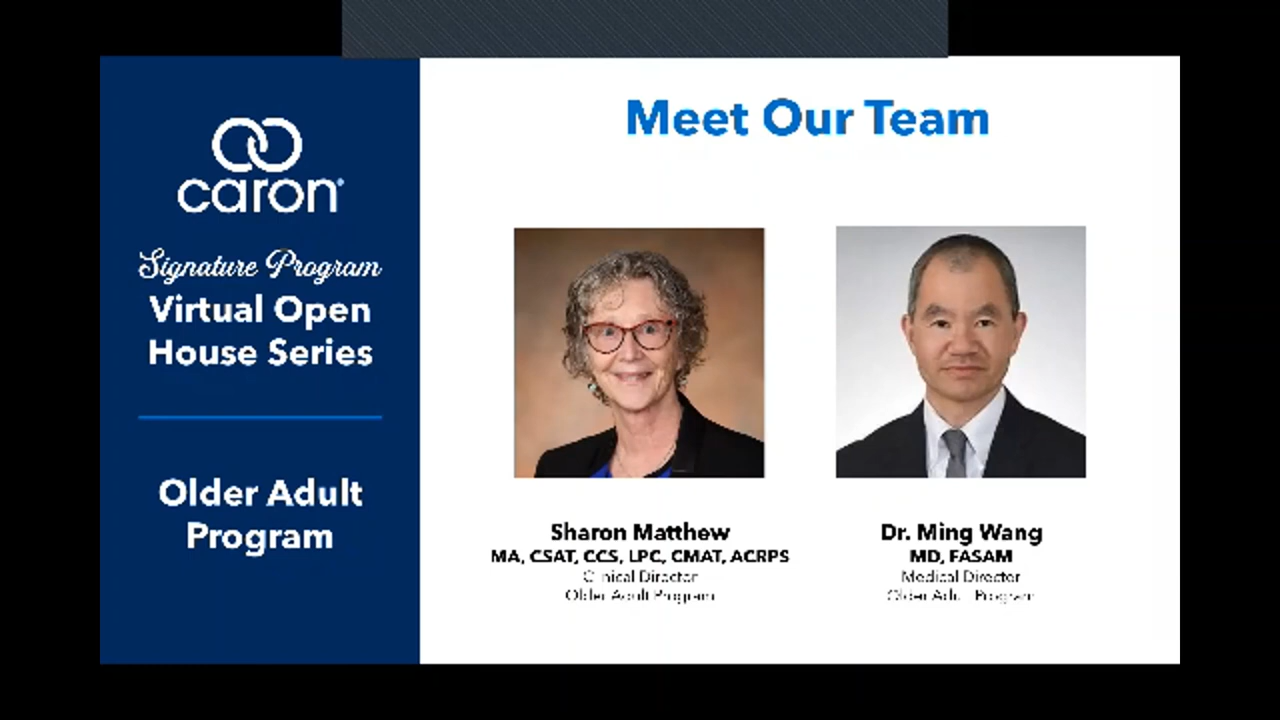 caron
Signature Program
Virtual Open
House Series
Older Adult
Program
Meet Our Team
Sharon Matthew
MA, CSAT, CCS, LPC, CMAT, ACRPS
Clinical Director
Older Adult Program
Dr. Ming Wang
MD, FASAM
Medical Director
Older Adult Program